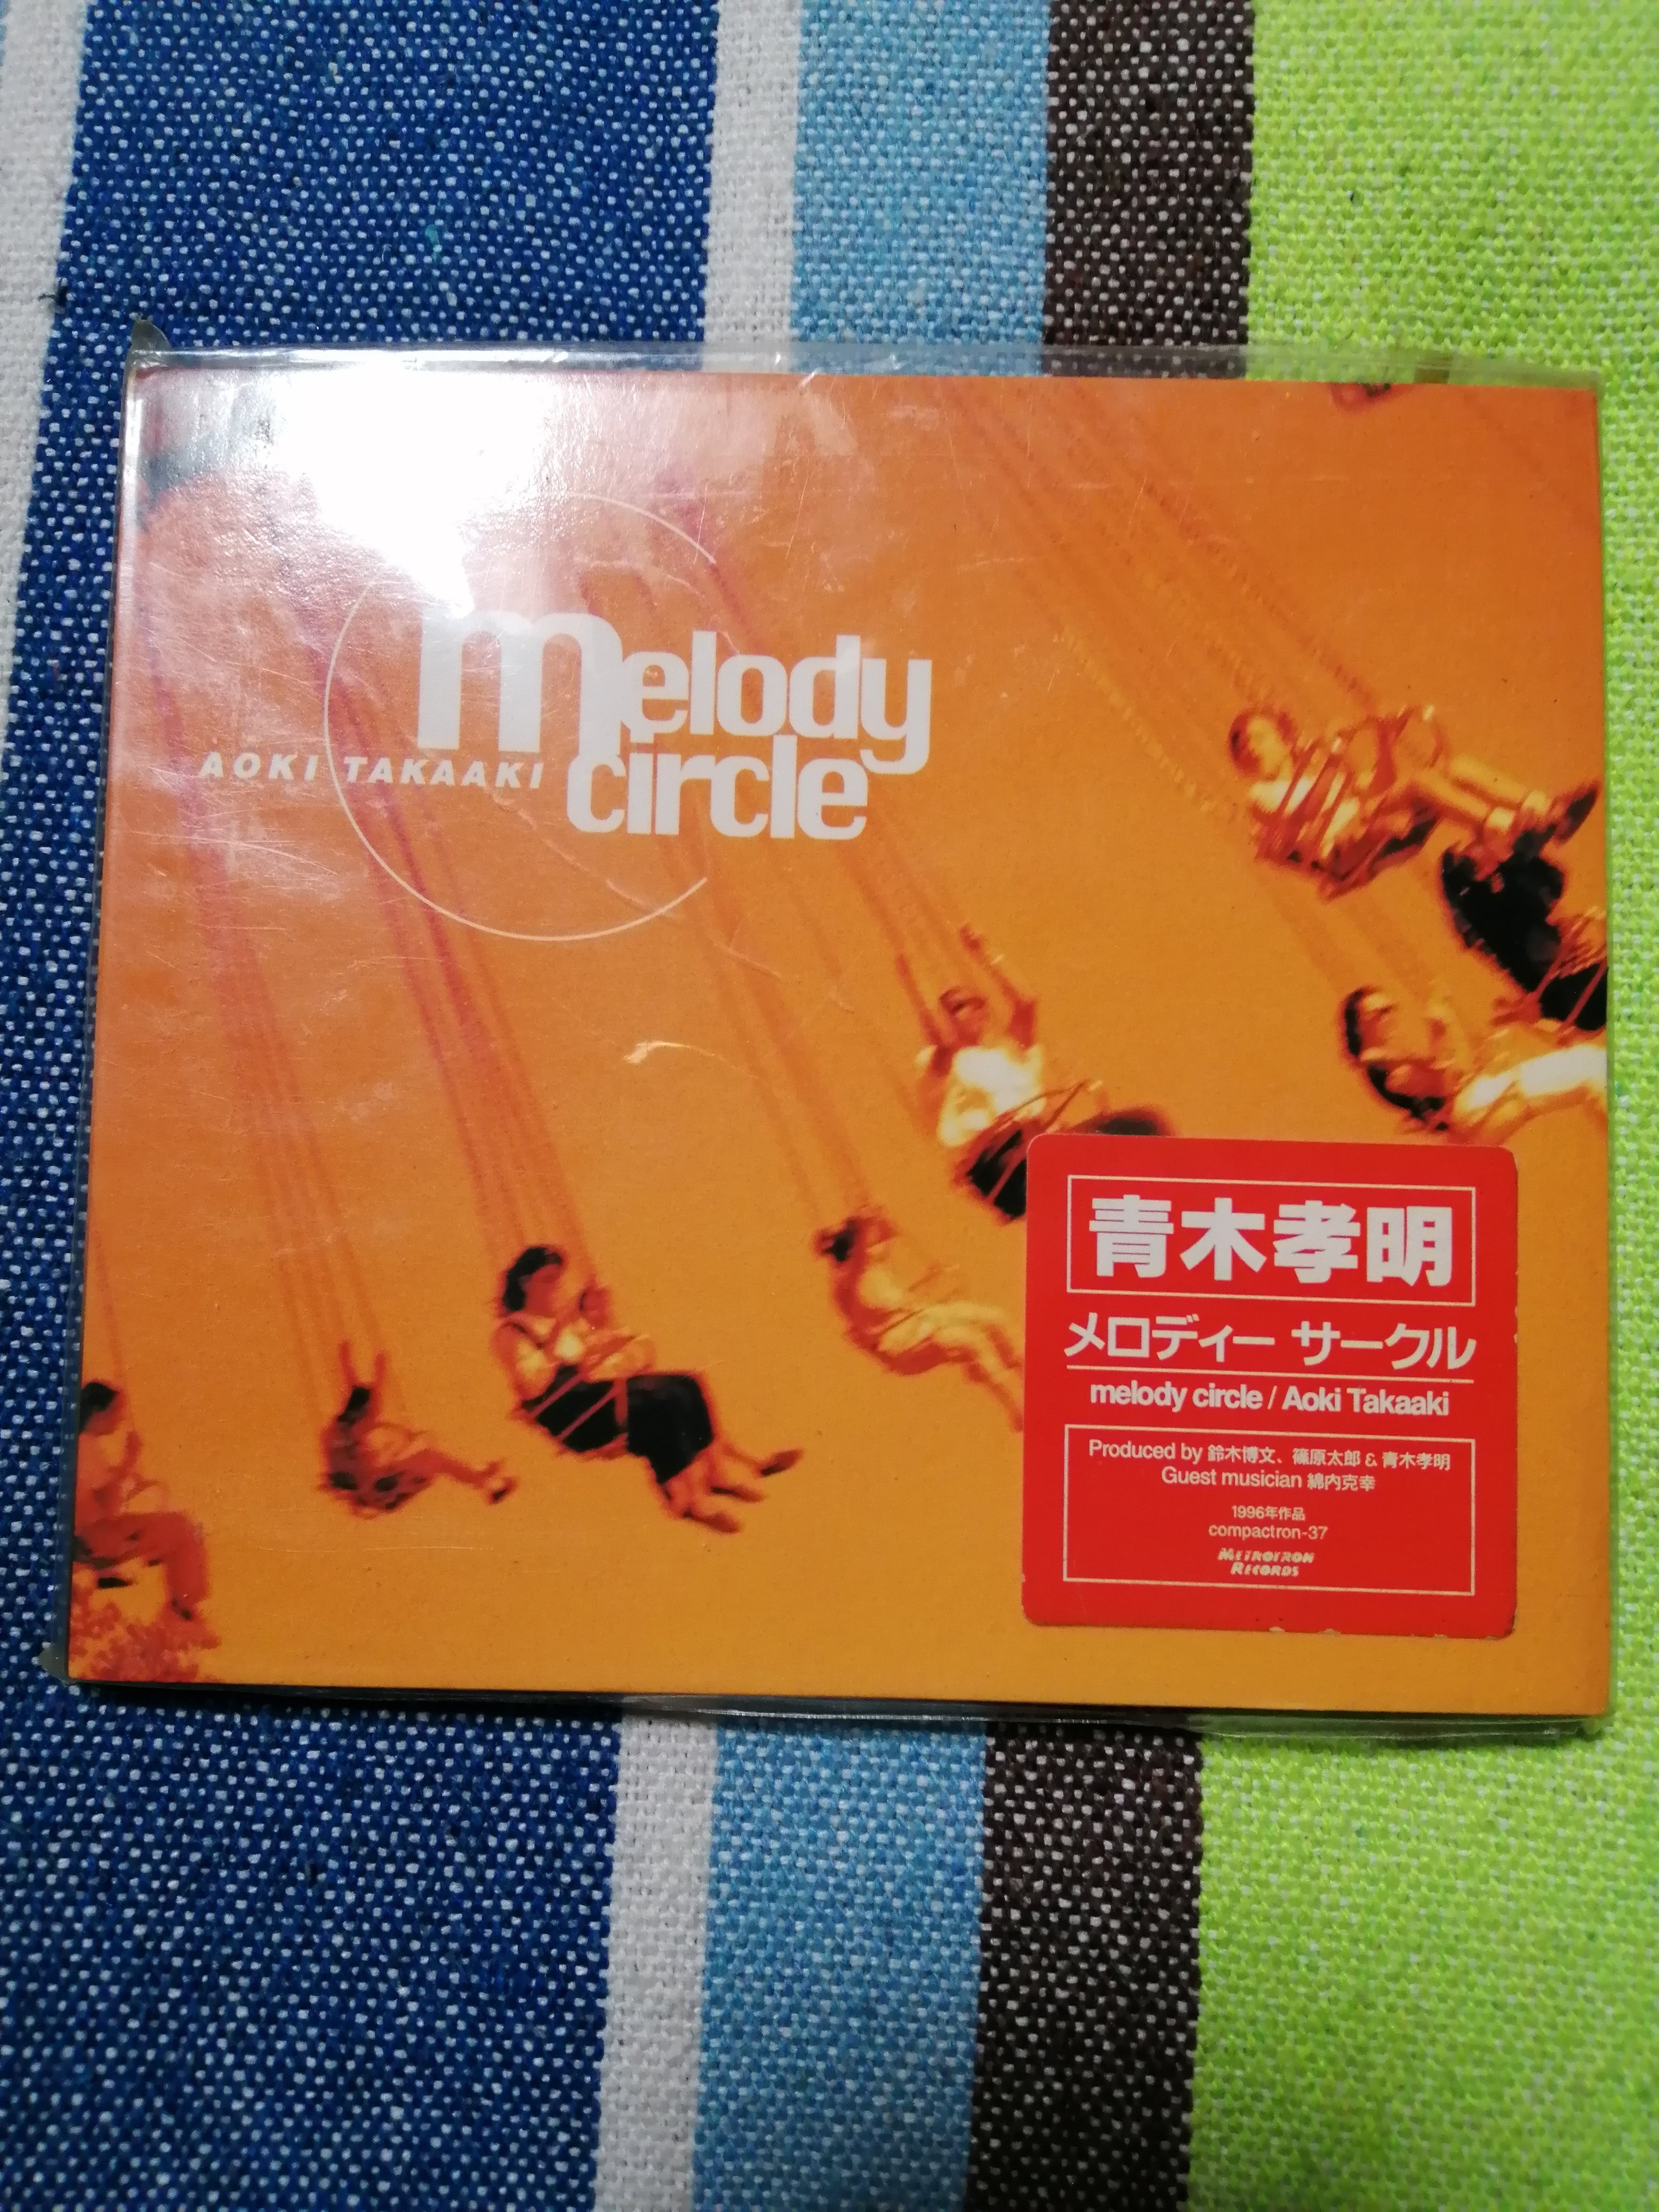 melody
circle
AOKI TAKAAKI
青木孝明
メロディー サークル
melody circle / Aoki Takaaki
Produced by 鈴木博文、篠原太郎 & 青木孝明
Guest musician 綿内克幸
1996年作品
compactron-37
METROTRON
RECORDS